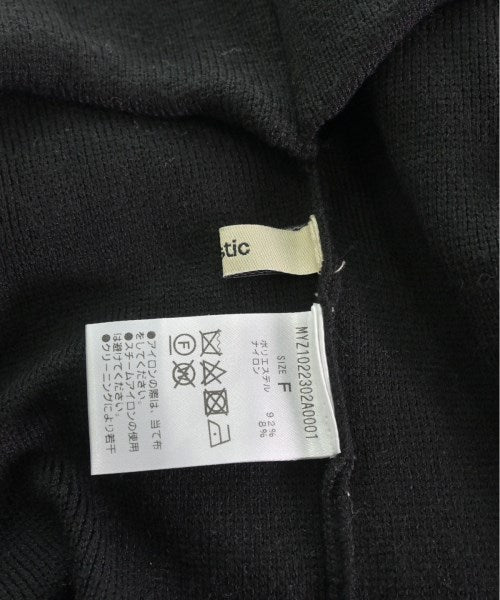 stic
MYZ1022302A0001
SIZE F
ポリエステル 92%
ナイロン 8%
F
●アイロンの際は、当て布
をしてください。
●スチームアイロンの使用
は避けてください。
●クリーニングにより若干